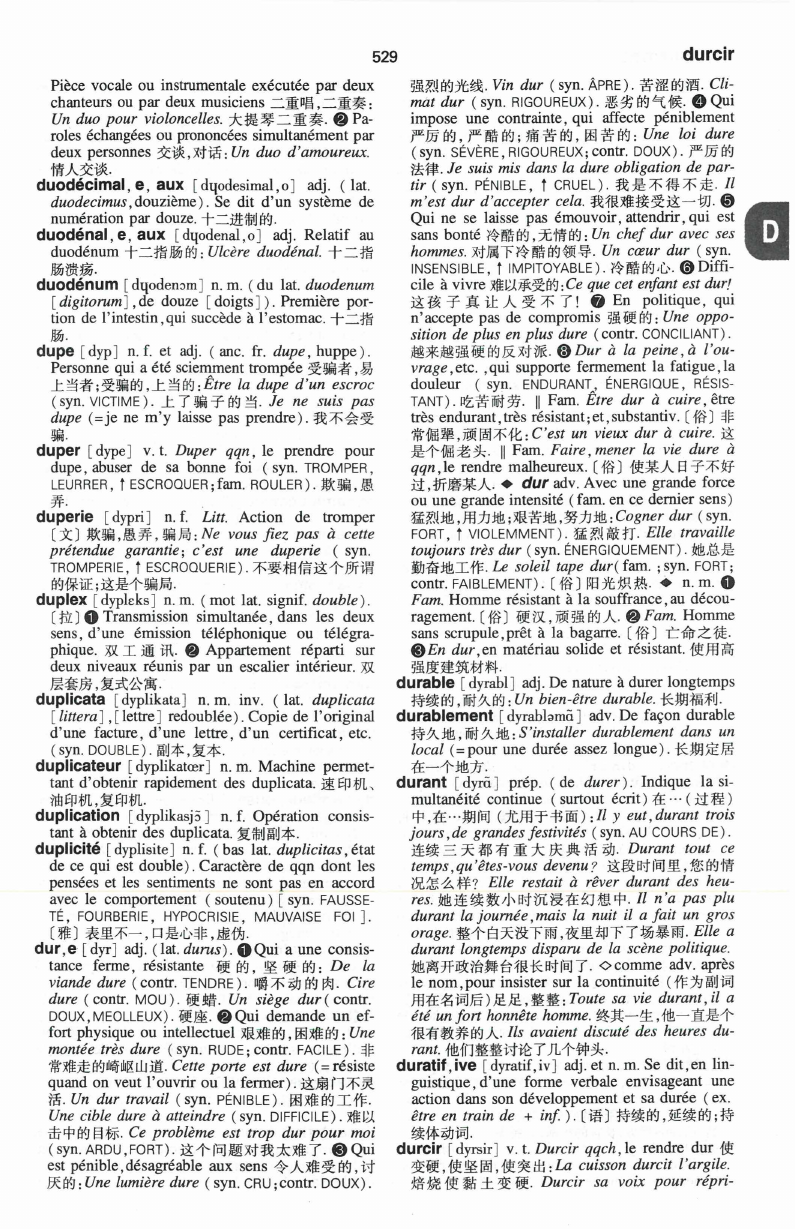 529
durcir
Pièce vocale ou instrumentale exécutée par deux
chanteurs ou par deux musiciens 二重唱,二重奏:
Un duo pour violoncelles. 大提琴二重奏. ❷ Pa-
roles échangées ou prononcées simultanément par
deux personnes 交谈,对话: Un duo d'amoureux.
情人交谈.
duodécimal, e, aux [dɥɔdesimal,o] adj. ( lat.
duodecimus,douzième). Se dit d'un système de
numération par douze. 十二进制的.
duodénal, e, aux [dɥɔdenal,o] adj. Relatif au
duodénum 十二指肠的: Ulcère duodénal. 十二指
肠溃疡.
duodénum [dɥɔdenɔm] n. m. (du lat. duodenum
[digitorum],de douze [doigts]). Première por-
tion de l'intestin,qui succède à l'estomac. 十二指
肠.
dupe [dyp] n. f. et adj. ( anc. fr. dupe, huppe).
Personne qui a été sciemment trompée 受骗者,易
上当者;受骗的,上当的: Être la dupe d'un escroc
(syn. VICTIME). 上了骗子的当. Je ne suis pas
dupe (=je ne m'y laisse pas prendre). 我不会受
骗.
duper [dype] v. t. Duper qqn, le prendre pour
dupe, abuser de sa bonne foi ( syn. TROMPER,
LEURRER, ↑ ESCROQUER;fam. ROULER). 欺骗,愚
弄.
duperie [dypri] n. f. Litt. Action de tromper
〔文〕欺骗,愚弄,骗局: Ne vous fiez pas à cette
prétendue garantie; c'est une duperie ( syn.
TROMPERIE, ↑ ESCROQUERIE). 不要相信这个所谓
的保证;这是个骗局.
duplex [dyplɛks] n. m. ( mot lat. signif. double).
〔拉〕❶ Transmission simultanée, dans les deux
sens, d'une émission téléphonique ou télégra-
phique. 双工通讯. ❷ Appartement réparti sur
deux niveaux réunis par un escalier intérieur. 双
层套房,复式公寓.
duplicata [dyplikata] n. m. inv. ( lat. duplicata
[littera],[lettre] redoublée). Copie de l'original
d'une facture, d'une lettre, d'un certificat, etc.
(syn. DOUBLE). 副本,复本.
duplicateur [dyplikatœr] n. m. Machine permet-
tant d'obtenir rapidement des duplicata. 速印机、
油印机,复印机.
duplication [dyplikasjɔ̃] n. f. Opération consis-
tant à obtenir des duplicata. 复制副本.
duplicité [dyplisite] n. f. ( bas lat. duplicitas, état
de ce qui est double). Caractère de qqn dont les
pensées et les sentiments ne sont pas en accord
avec le comportement ( soutenu) [ syn. FAUSSE-
TÉ, FOURBERIE, HYPOCRISIE, MAUVAISE FOI ].
〔雅〕表里不一,口是心非,虚伪.
dur,e [dyr] adj. (lat. durus). ❶ Qui a une consis-
tance ferme, résistante 硬的, 坚硬的: De la
viande dure (contr. TENDRE). 嚼不动的肉. Cire
dure ( contr. MOU). 硬蜡. Un siège dur( contr.
DOUX,MEOLLEUX). 硬座. ❷ Qui demande un ef-
fort physique ou intellectuel 艰难的,困难的: Une
montée très dure ( syn. RUDE; contr. FACILE). 非
常难走的崎岖山道. Cette porte est dure (= résiste
quand on veut l'ouvrir ou la fermer). 这扇门不灵
活. Un dur travail ( syn. PÉNIBLE). 困难的工作.
Une cible dure à atteindre ( syn. DIFFICILE). 难以
击中的目标. Ce problème est trop dur pour moi
(syn. ARDU,FORT). 这个问题对我太难了. ❸ Qui
est pénible,désagréable aux sens 令人难受的,讨
厌的: Une lumière dure ( syn. CRU;contr. DOUX).
强烈的光线. Vin dur ( syn. ÂPRE). 苦涩的酒. Cli-
mat dur ( syn. RIGOUREUX). 恶劣的气候. ❹ Qui
impose une contrainte, qui affecte péniblement
严厉的, 严酷的; 痛苦的, 困苦的: Une loi dure
(syn. SÉVÈRE, RIGOUREUX; contr. DOUX). 严厉的
法律. Je suis mis dans la dure obligation de par-
tir ( syn. PÉNIBLE, ↑ CRUEL). 我是不得不走. Il
m'est dur d'accepter cela. 我很难接受这一切. ❺
Qui ne se laisse pas émouvoir, attendrir, qui est
sans bonté 冷酷的,无情的: Un chef dur avec ses
hommes. 对属下冷酷的领导. Un cœur dur ( syn.
INSENSIBLE, ↑ IMPITOYABLE). 冷酷的心. ❻ Diffi-
cile à vivre 难以承受的:Ce que cet enfant est dur!
这孩子真让人受不了! ❼ En politique, qui
n'accepte pas de compromis 强硬的: Une oppo-
sition de plus en plus dure (contr. CONCILIANT).
越来越强硬的反对派. ❽ Dur à la peine, à l'ou-
vrage,etc. ,qui supporte fermement la fatigue,la
douleur ( syn. ENDURANT, ÉNERGIQUE, RÉSIS-
TANT). 吃苦耐劳. ‖ Fam. Être dur à cuire, être
très endurant,très résistant;et,substantiv.〔俗〕非
常倔犟,顽固不化: C'est un vieux dur à cuire. 这
是个倔老头. ‖ Fam. Faire, mener la vie dure à
qqn,le rendre malheureux.〔俗〕使某人日子不好
过,折磨某人. ◆ dur adv. Avec une grande force
ou une grande intensité (fam. en ce dernier sens)
猛烈地,用力地;艰苦地,努力地: Cogner dur ( syn.
FORT, ↑ VIOLEMMENT). 猛烈敲打. Elle travaille
toujours très dur (syn. ÉNERGIQUEMENT). 她总是
勤奋地工作. Le soleil tape dur( fam. ; syn. FORT;
contr. FAIBLEMENT).〔俗〕阳光炽热. ◆ n. m. ❶
Fam. Homme résistant à la souffrance,au décou-
ragement.〔俗〕硬汉,顽强的人. ❷ Fam. Homme
sans scrupule,prêt à la bagarre.〔俗〕亡命之徒.
❸ En dur,en matériau solide et résistant. 使用高
强度建筑材料.
durable [dyrabl] adj. De nature à durer longtemps
持续的,耐久的: Un bien-être durable. 长期福利.
durablement [dyrabləmɑ̃] adv. De façon durable
持久地,耐久地:S'installer durablement dans un
local (= pour une durée assez longue). 长期定居
在一个地方.
durant [dyrɑ̃] prép. ( de durer). Indique la si-
multanéité continue ( surtout écrit) 在…(过程)
中,在…期间 (尤用于书面): Il y eut, durant trois
jours,de grandes festivités ( syn. AU COURS DE).
连续三天都有重大庆典活动. Durant tout ce
temps,qu'êtes-vous devenu? 这段时间里,您的情
况怎么样? Elle restait à rêver durant des heu-
res. 她连续数小时沉浸在幻想中. Il n'a pas plu
durant la journée,mais la nuit il a fait un gros
orage. 整个白天没下雨,夜里却下了场暴雨. Elle a
durant longtemps disparu de la scène politique.
她离开政治舞台很长时间了. ◇comme adv. après
le nom,pour insister sur la continuité (作为副词
用在名词后)足足,整整: Toute sa vie durant,il a
été un fort honnête homme. 终其一生,他一直是个
很有教养的人. Ils avaient discuté des heures du-
rant. 他们整整讨论了几个钟头.
duratif,ive [dyratif,iv] adj. et n. m. Se dit,en lin-
guistique, d'une forme verbale envisageant une
action dans son développement et sa durée (ex.
être en train de + inf.).〔语〕持续的,延续的;持
续体动词.
durcir [dyrsir] v. t. Durcir qqch, le rendre dur 使
变硬,使坚固,使突出: La cuisson durcit l'argile.
焙烧使黏土变硬. Durcir sa voix pour répri-
D